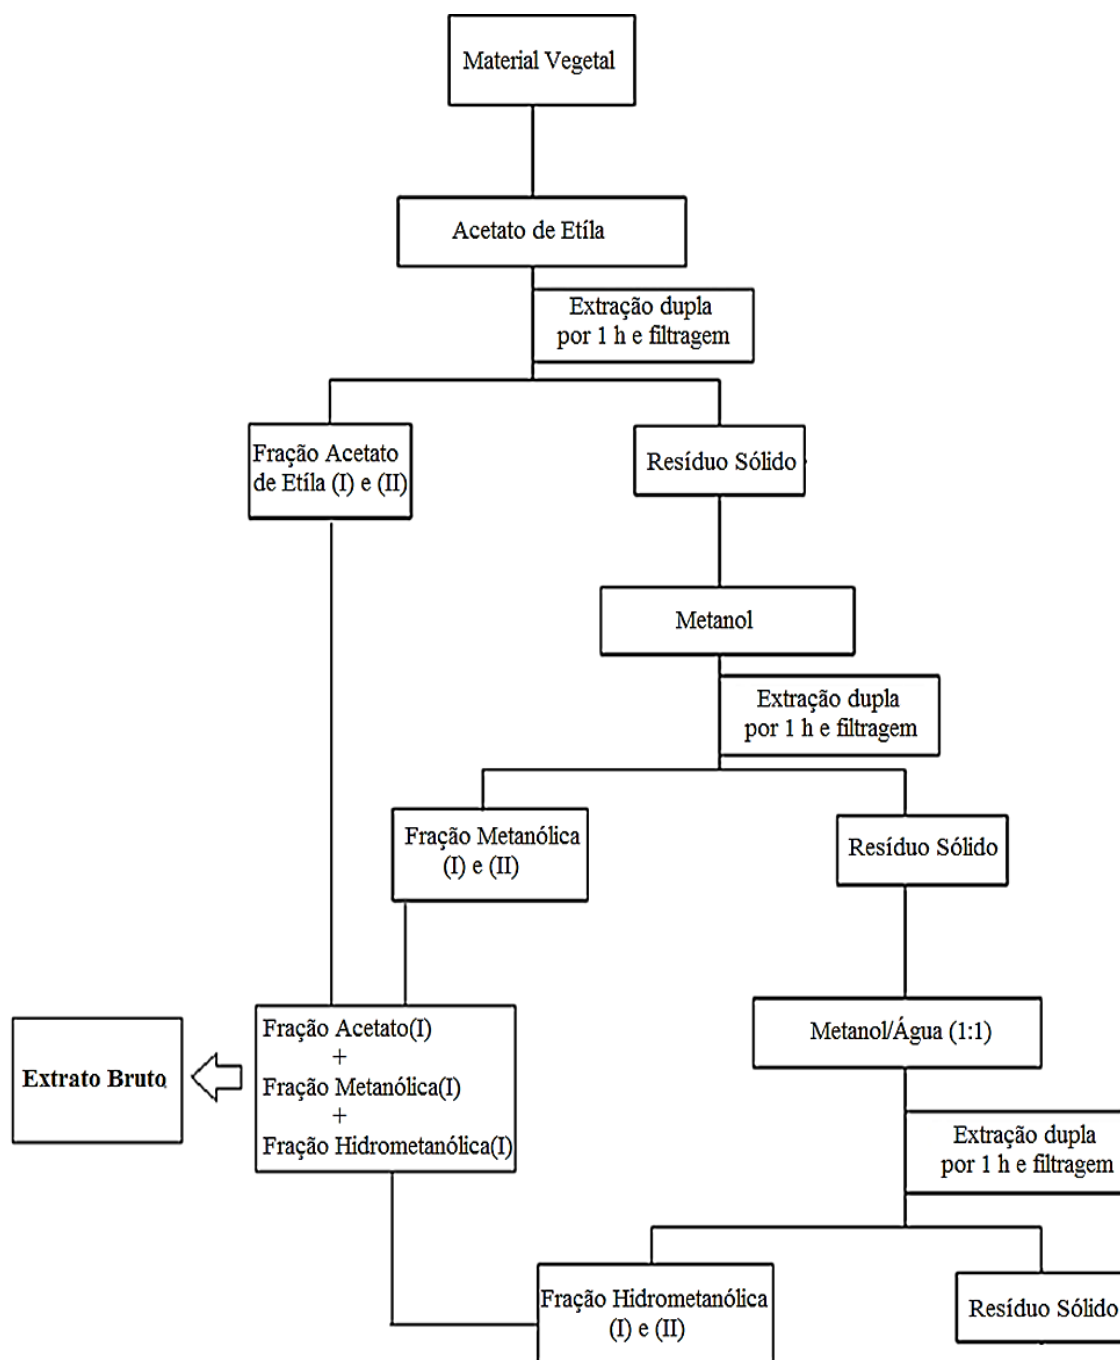 Material Vegetal
Acetato de Etíla
Extração dupla
por 1 h e filtragem
Fração Acetato
de Etíla (I) e (II)
Resíduo Sólido
Metanol
Extração dupla
por 1 h e filtragem
Fração Metanólica
(I) e (II)
Resíduo Sólido
Fração Acetato(I)
+
Fração Metanólica(I)
+
Fração Hidrometanólica(I)
Extrato Bruto
Metanol/Água (1:1)
Extração dupla
por 1 h e filtragem
Fração Hidrometanólica
(I) e (II)
Resíduo Sólido